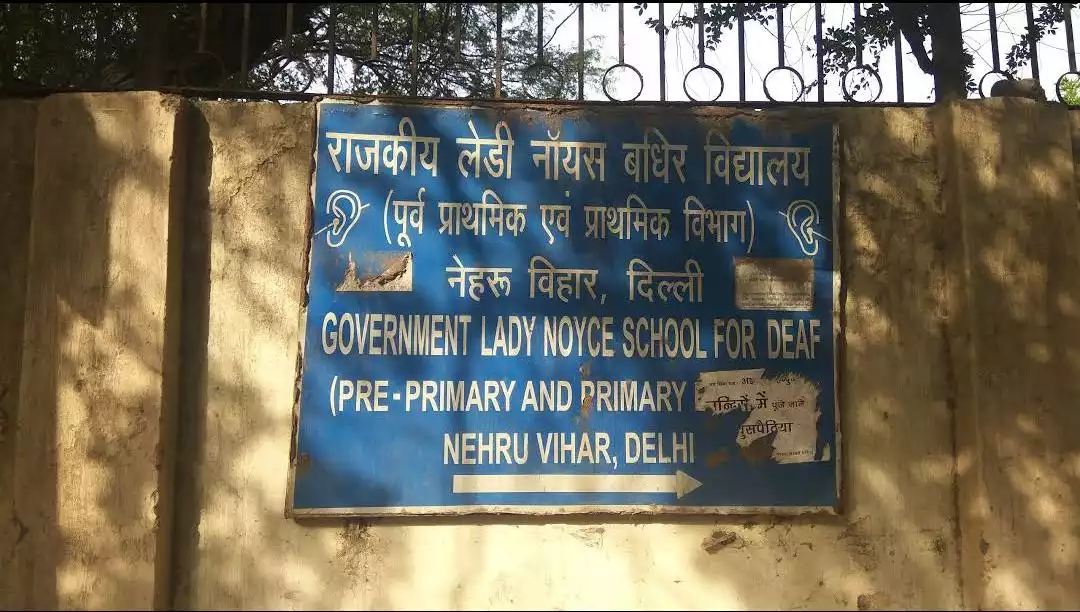 राजकीय लेडी नॉयस बधिर विद्यालय
(पूर्व प्राथमिक एवं प्राथमिक विभाग)
नेहरू विहार, दिल्ली
GOVERNMENT LADY NOYCE SCHOOL FOR DEAF
(PRE-PRIMARY AND PRIMARY
में पूजे जाने
घुसपैठिया
NEHRU VIHAR, DELHI